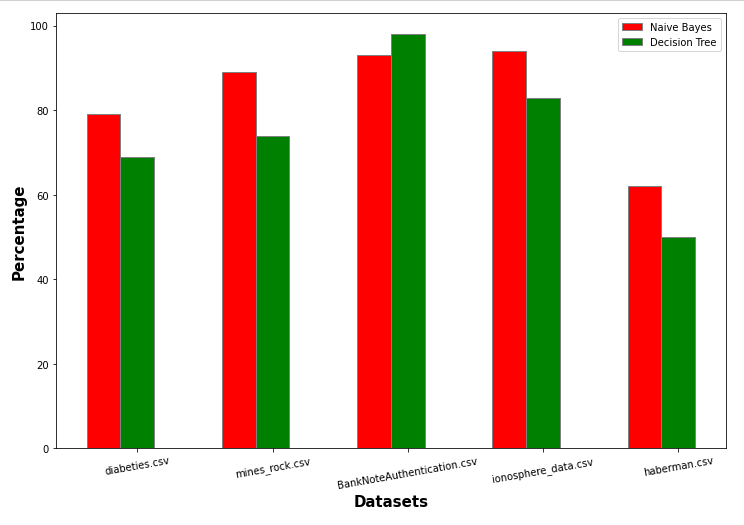 100
80
60
40
20
0
Percentage
Naive Bayes
Decision Tree
diabeties.csv
mines_rock.csv
BankNoteAuthentication.csv
ionosphere_data.csv
haberman.csv
Datasets